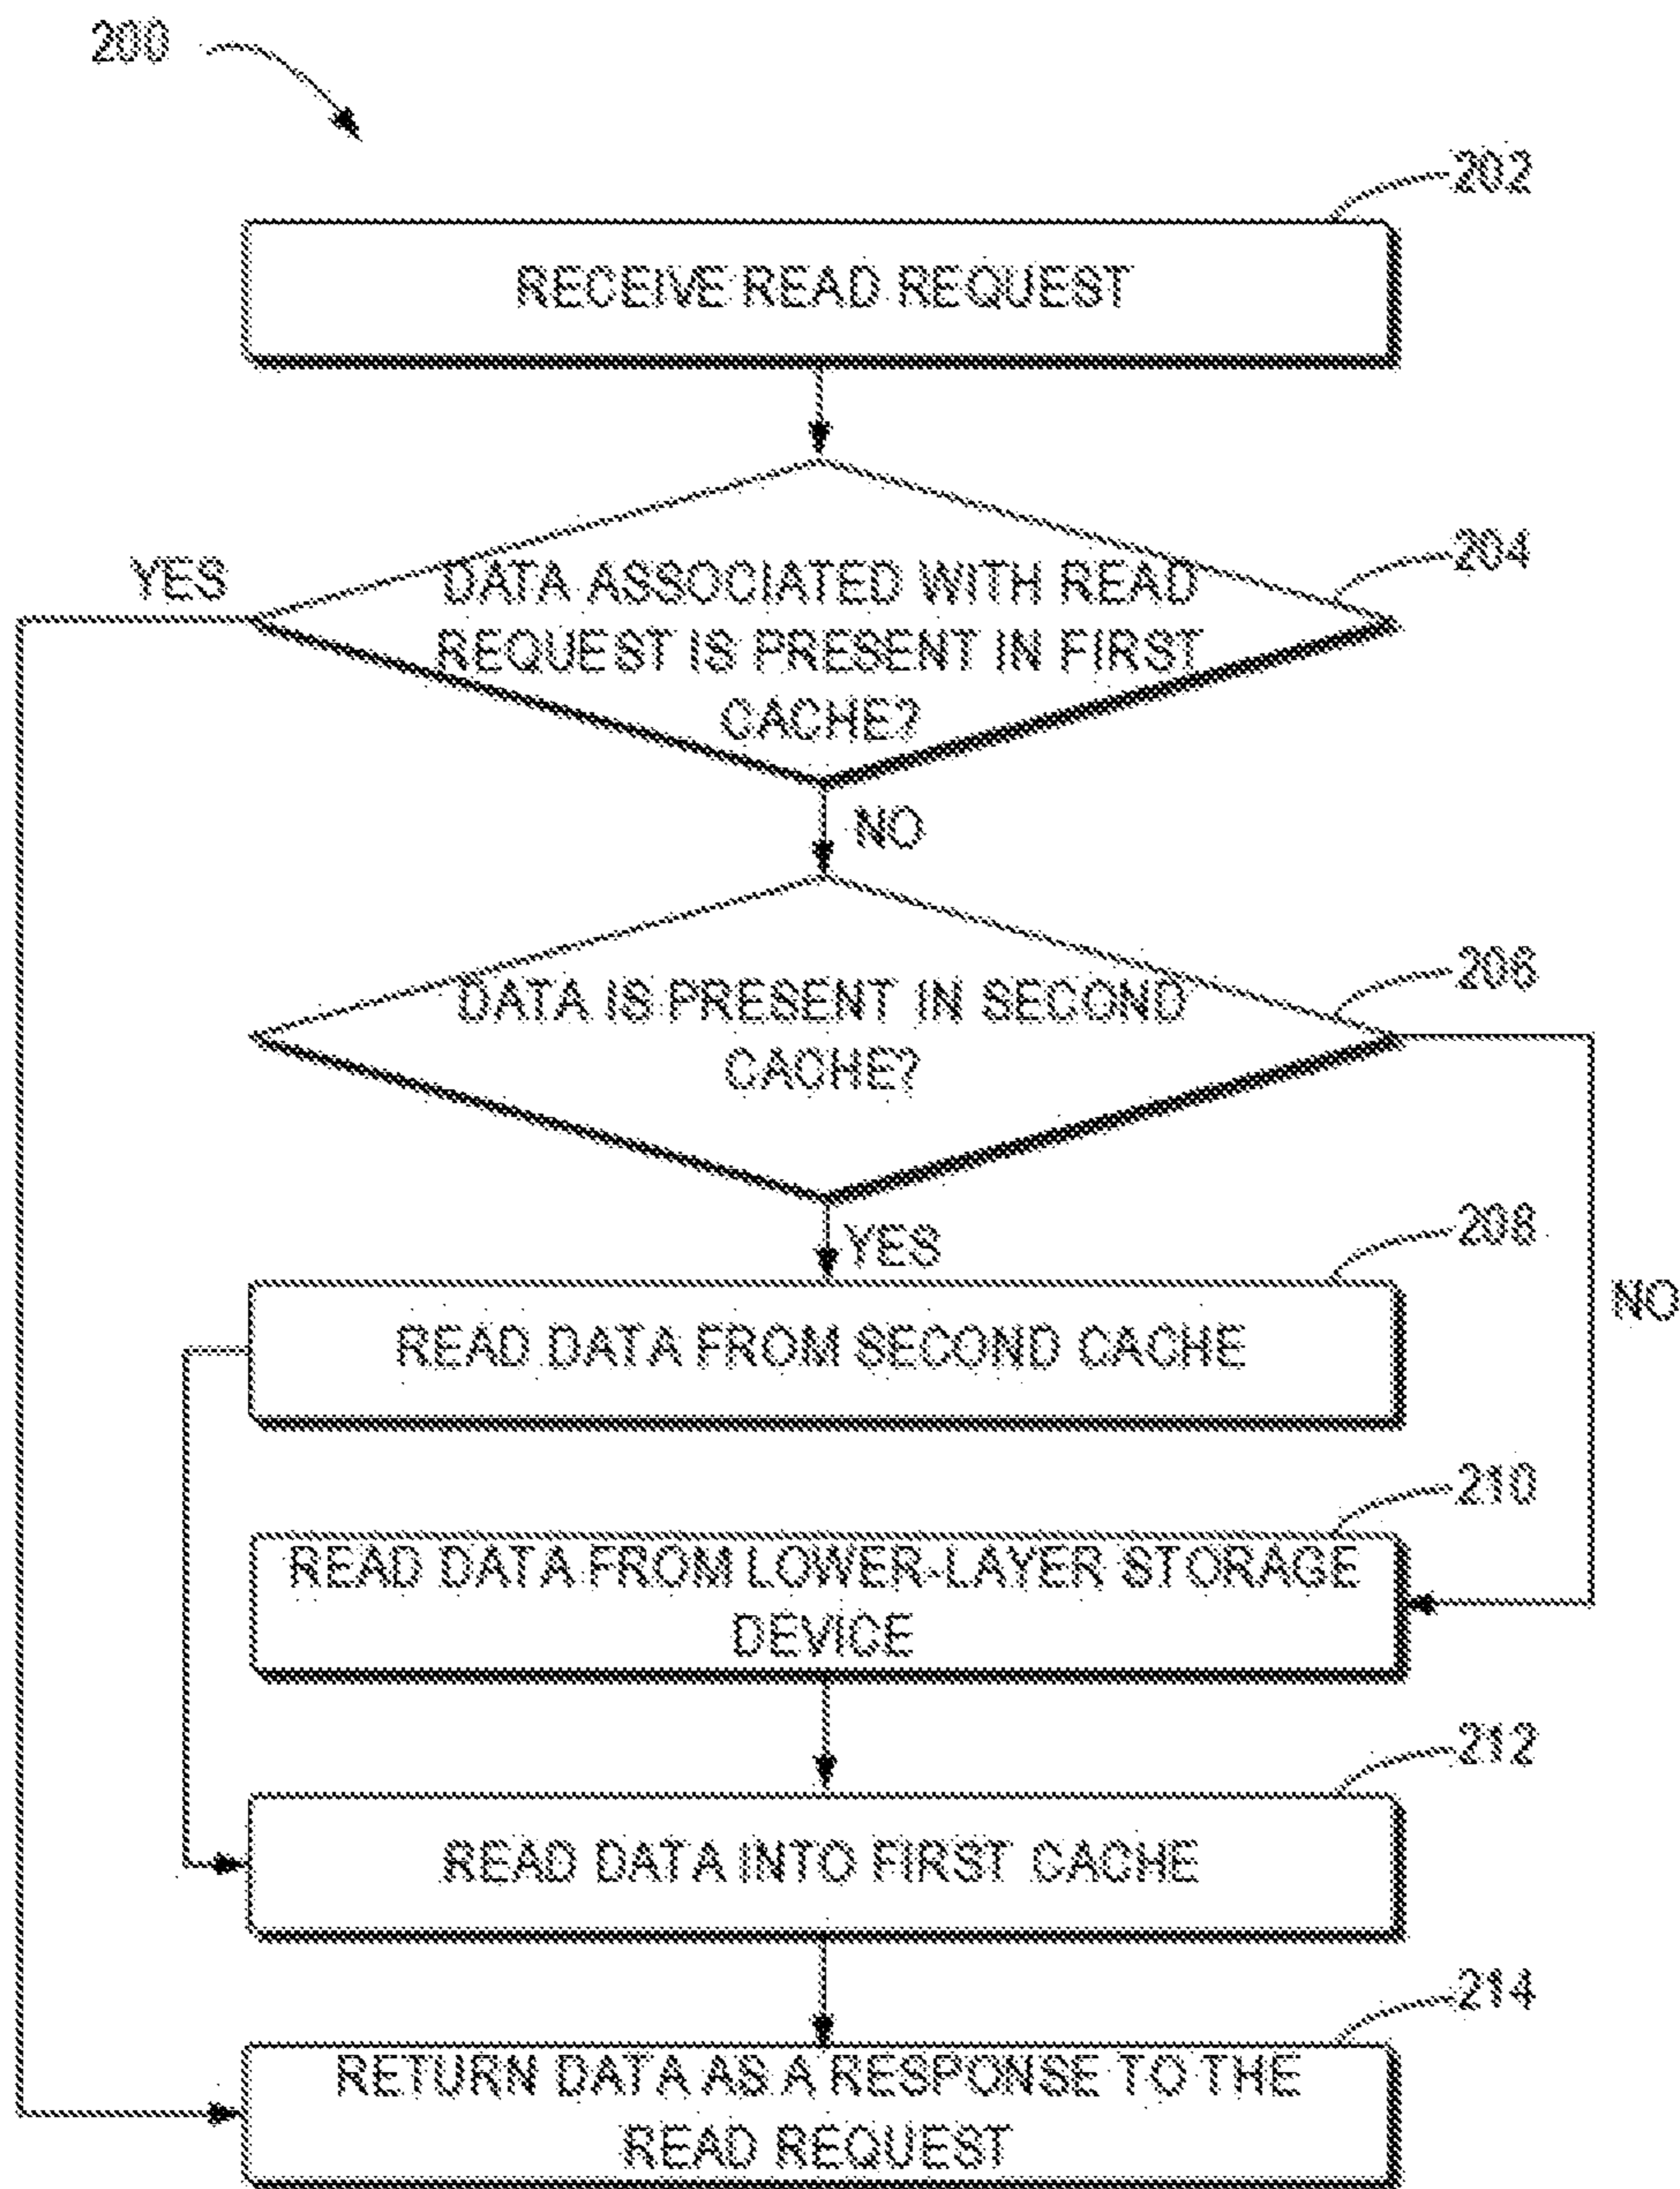 200
202
RECEIVE READ REQUEST
204
YES
DATA ASSOCIATED WITH READ
REQUEST IS PRESENT IN FIRST
CACHE?
NO
206
DATA IS PRESENT IN SECOND
CACHE?
YES
208
NO
READ DATA FROM SECOND CACHE
210
READ DATA FROM LOWER-LAYER STORAGE
DEVICE
212
READ DATA INTO FIRST CACHE
214
RETURN DATA AS A RESPONSE TO THE
READ REQUEST